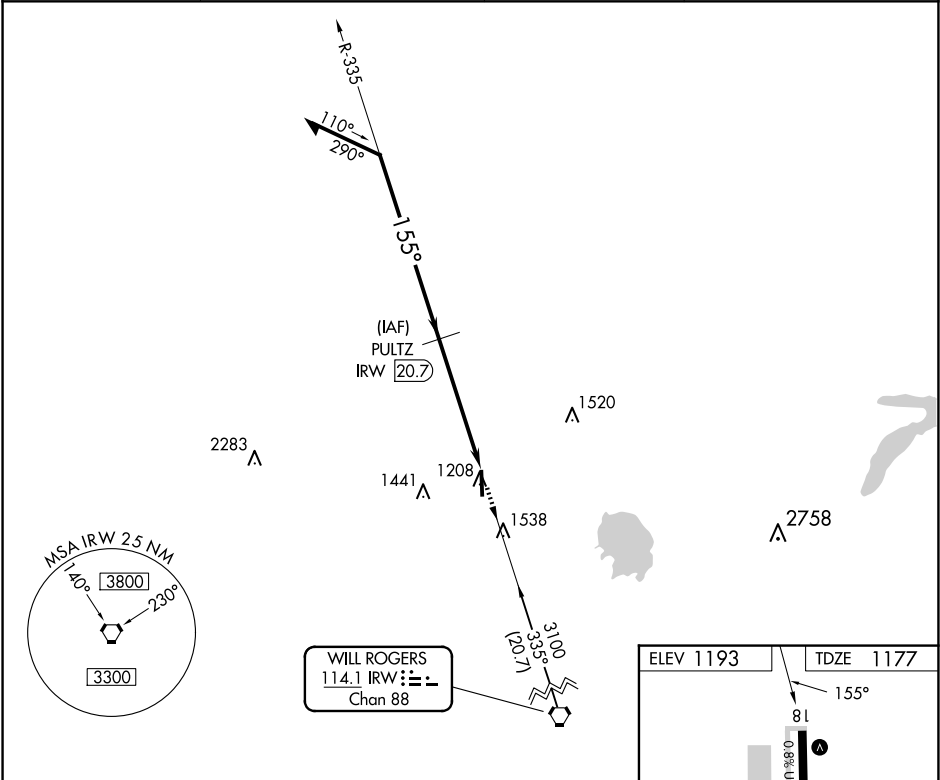 R-335
110°
290°
155°
(IAF)
PULTZ
IRW 20.7
1520
2283
1441
1208
1538
2758
MSA IRW 25 NM
140°
3800
230°
3300
3100
335°
(20.7)
WILL ROGERS
114.1 IRW
Chan 88
ELEV 1193
TDZE 1177
155°
18
V
0.8% U